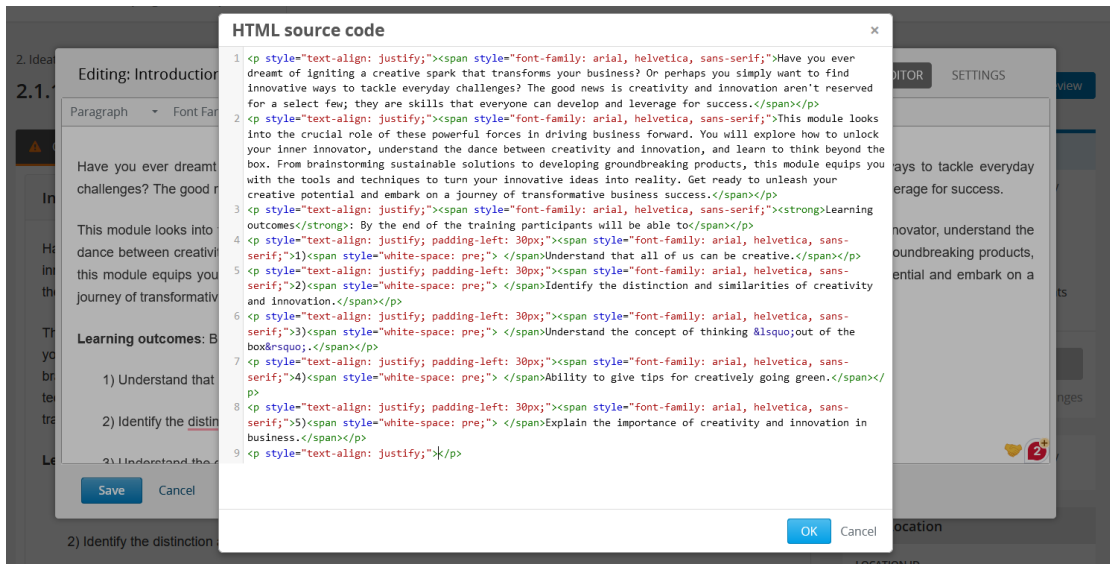 HTML source code
×
1 <p style="text-align: justify;"><span style="font-family: arial, helvetica, sans-serif;">Have you ever
dreamt of igniting a creative spark that transforms your business? Or perhaps you simply want to find
innovative ways to tackle everyday challenges? The good news is creativity and innovation aren't reserved
for a select few; they are skills that everyone can develop and leverage for success.</span></p>
2 <p style="text-align: justify;"><span style="font-family: arial, helvetica, sans-serif;">This module looks
into the crucial role of these powerful forces in driving business forward. You will explore how to unlock
your inner innovator, understand the dance between creativity and innovation, and learn to think beyond the
box. From brainstorming sustainable solutions to developing groundbreaking products, this module equips you
with the tools and techniques to turn your innovative ideas into reality. Get ready to unleash your
creative potential and embark on a journey of transformative business success.</span></p>
3 <p style="text-align: justify;"><span style="font-family: arial, helvetica, sans-serif;"><strong>Learning
outcomes</strong>: By the end of the training participants will be able to</span></p>
4 <p style="text-align: justify; padding-left: 30px;"><span style="font-family: arial, helvetica, sans-
serif;">1)<span style="white-space: pre;"> </span>Understand that all of us can be creative.</span></p>
5 <p style="text-align: justify; padding-left: 30px;"><span style="font-family: arial, helvetica, sans-
serif;">2)<span style="white-space: pre;"> </span>Identify the distinction and similarities of creativity
and innovation.</span></p>
6 <p style="text-align: justify; padding-left: 30px;"><span style="font-family: arial, helvetica, sans-
serif;">3)<span style="white-space: pre;"> </span>Understand the concept of thinking &lsquo;out of the
box&rsquo;.</span></p>
7 <p style="text-align: justify; padding-left: 30px;"><span style="font-family: arial, helvetica, sans-
serif;">4)<span style="white-space: pre;"> </span>Ability to give tips for creatively going green.</span></
p>
8 <p style="text-align: justify; padding-left: 30px;"><span style="font-family: arial, helvetica, sans-
serif;">5)<span style="white-space: pre;"> </span>Explain the importance of creativity and innovation in
business.</span></p>
9 <p style="text-align: justify;"></p>
2
OK Cancel
Editing: Introduction
SETTINGS
Paragraph Font
Have you ever dreamt
ways to tackle everyday
challenges? The good
for success.
This module looks into
innovator, understand the
dance between
groundbreaking products,
this module equips you
and embark on a
journey of
Learning outcomes:
1) Understand that
2) Identify the
Save Cancel
2) Identify the distinction